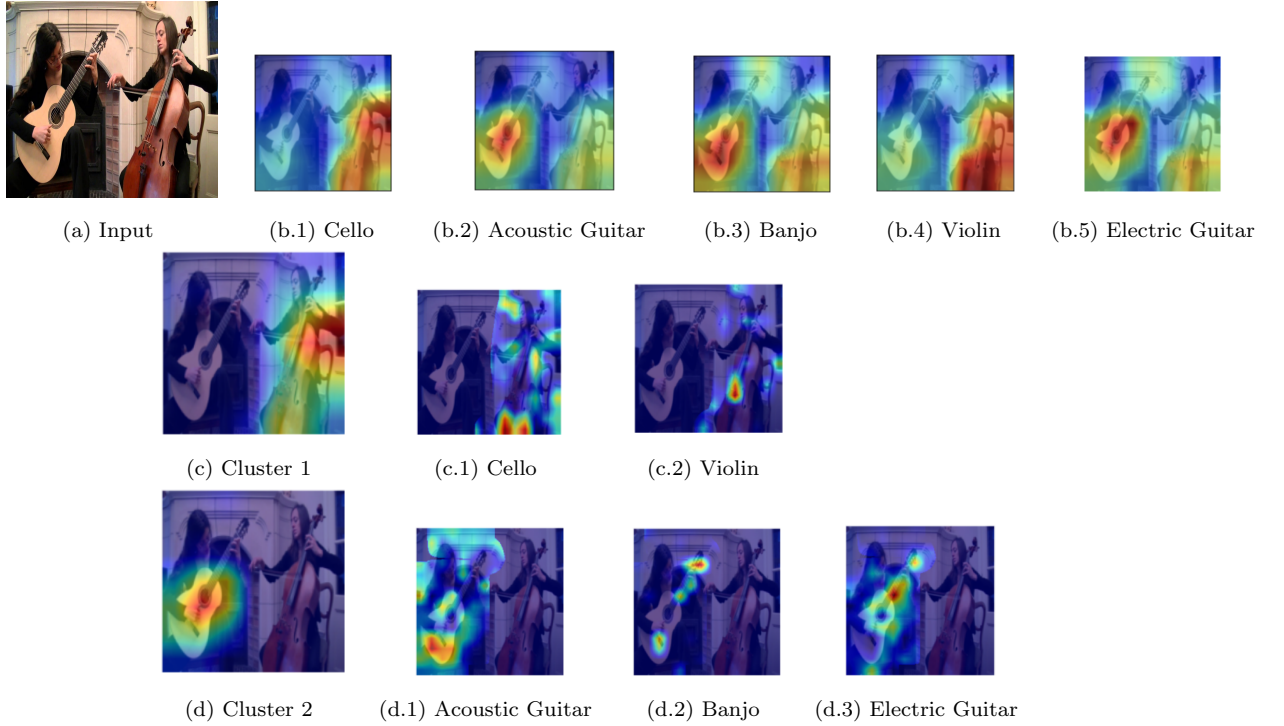 (a) Input
(b.1) Cello
(b.2) Acoustic Guitar
(b.3) Banjo
(b.4) Violin
(b.5) Electric Guitar
(c) Cluster 1
(c.1) Cello
(c.2) Violin
(d) Cluster 2
(d.1) Acoustic Guitar
(d.2) Banjo
(d.3) Electric Guitar